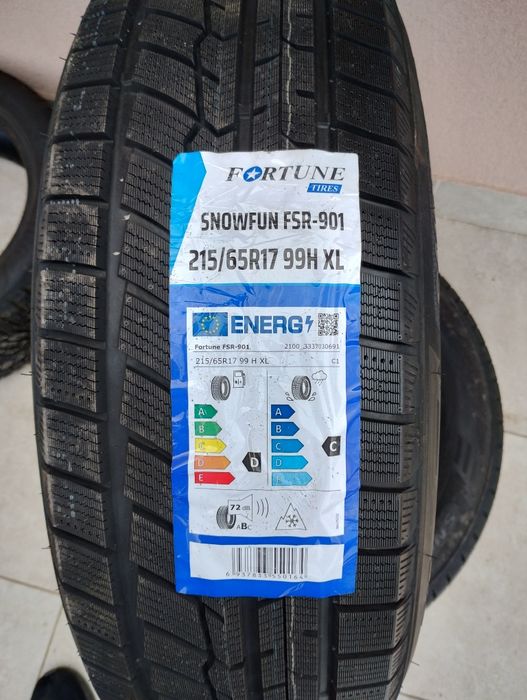 FORTUNE
TIRES
SNOWFUN FSR-901
215/65R17 99H XL
ENERG
Fortune FSR-901
215/65R17 99 H XL C1
A A
B B
C C C
D D D
E E
72 dB
ABC